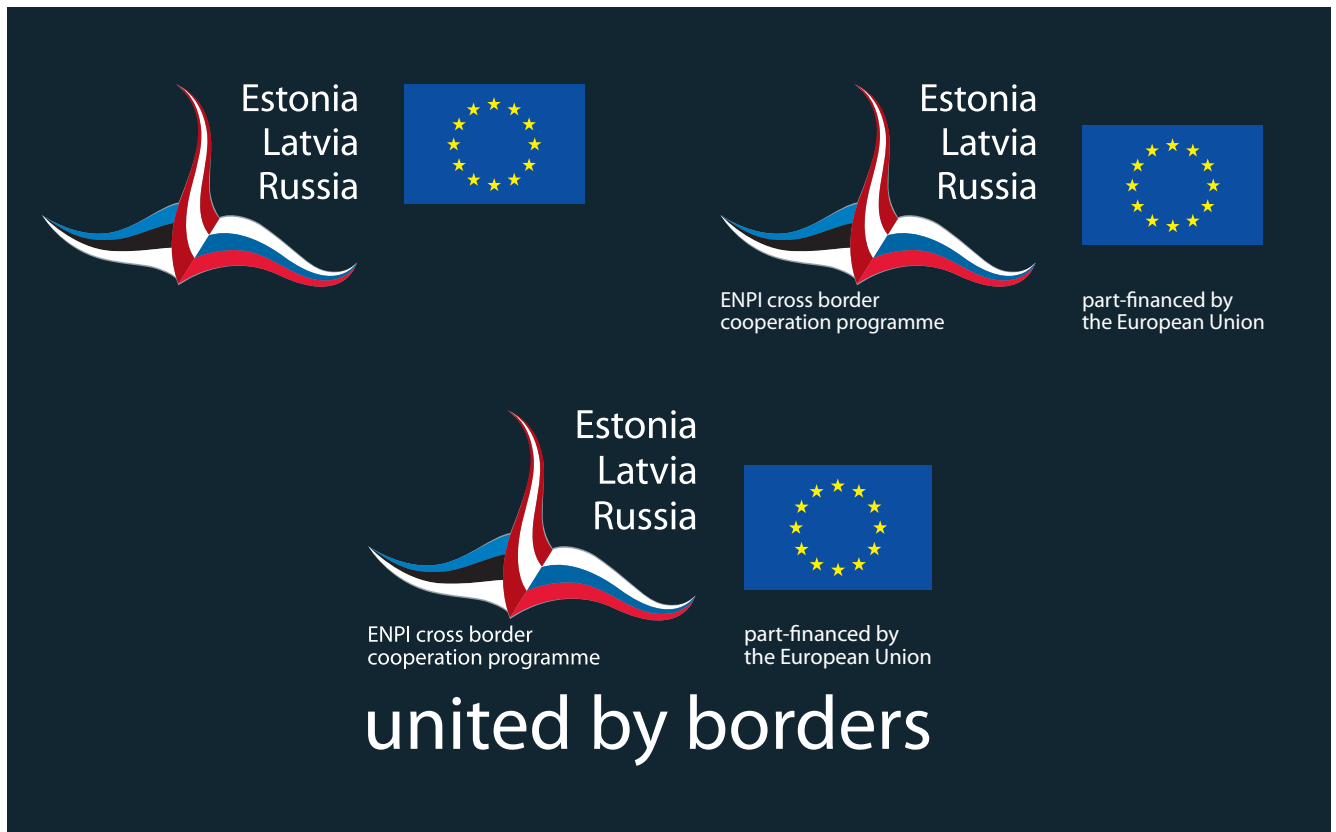 Estonia
Latvia
Russia
Estonia
Latvia
Russia
ENPI cross border
cooperation programme
part-financed by
the European Union
Estonia
Latvia
Russia
ENPI cross border
cooperation programme
part-financed by
the European Union
united by borders